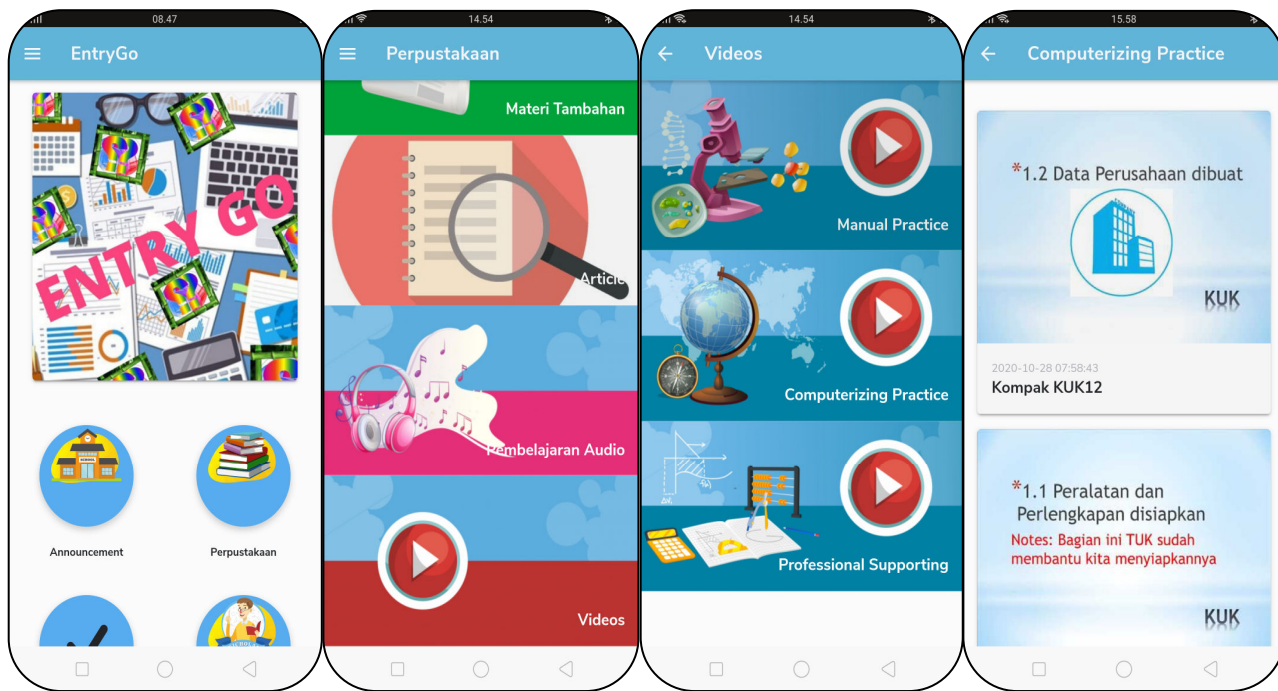 08.47
EntryGo
ENTRY GO
SCHOOL
Announcement
Perpustakaan
14.54
Perpustakaan
Materi Tambahan
Article
Pembelajaran Audio
Videos
14.54
Videos
Manual Practice
Computerizing Practice
Professional Supporting
15.58
Computerizing Practice
*1.2 Data Perusahaan dibuat
COMPANY
KUK
2020-10-28 07:58:43
Kompak KUK12
*1.1 Peralatan dan
Perlengkapan disiapkan
Notes: Bagian ini TUK sudah
membantu kita menyiapkannya
KUK